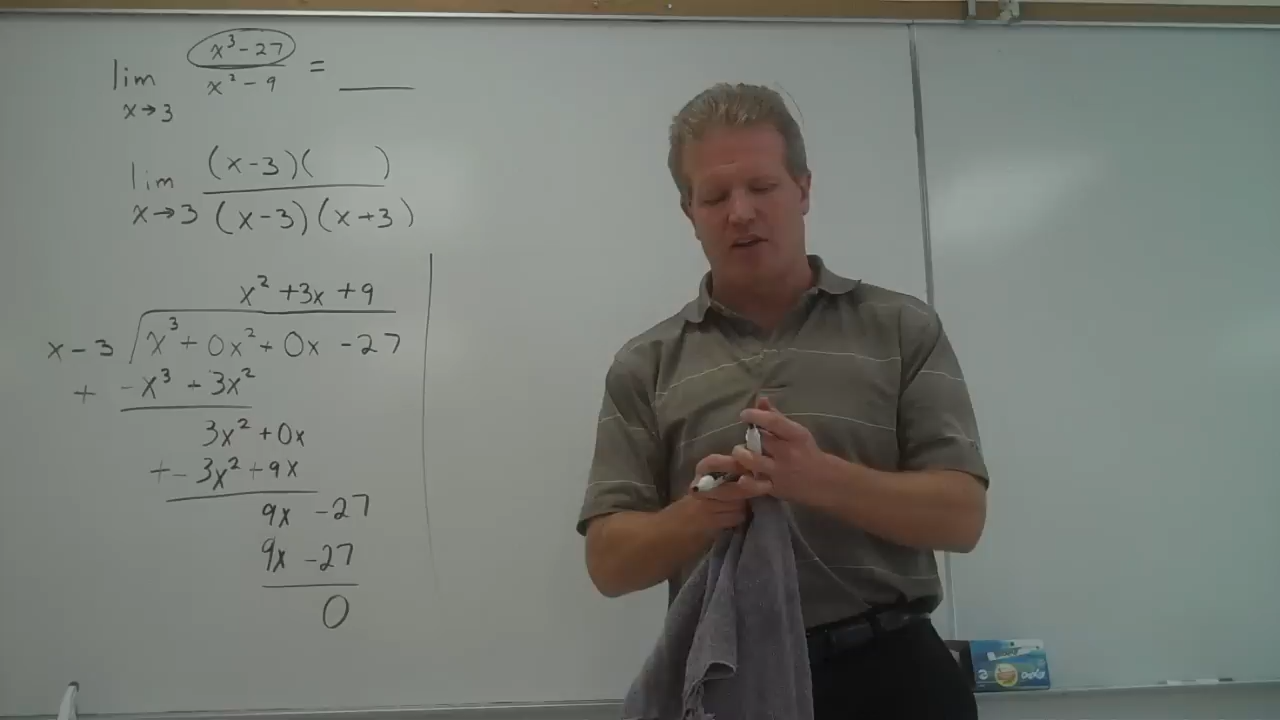 lim x→3 x³-27 / x²-9 = ____
lim x→3 (x-3)(    ) / (x-3)(x+3)
x² +3x +9
x-3 x³ + 0x² + 0x -27
+ -x³ + 3x²
3x² + 0x
+- 3x² + 9x
9x -27
9x -27
0